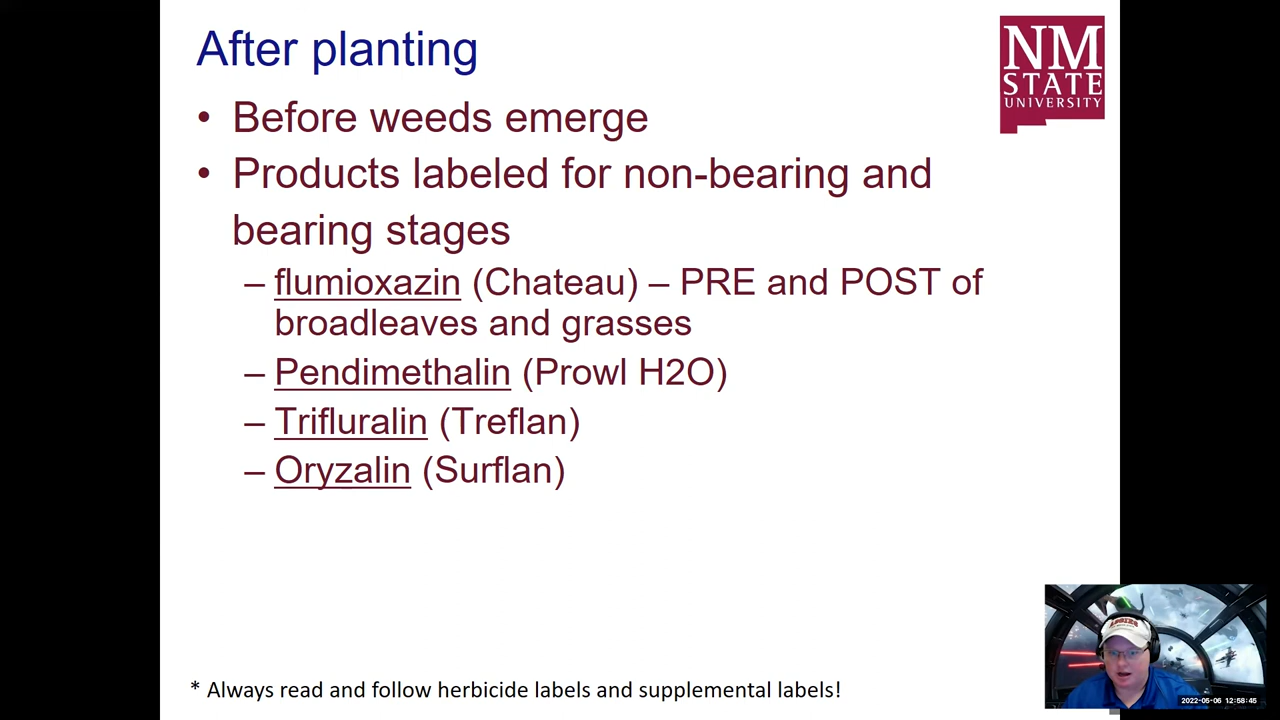 After planting
NM
STATE
UNIVERSITY
• Before weeds emerge
• Products labeled for non-bearing and
bearing stages
– flumioxazin (Chateau) – PRE and POST of
broadleaves and grasses
– Pendimethalin (Prowl H2O)
– Trifluralin (Treflan)
– Oryzalin (Surflan)
* Always read and follow herbicide labels and supplemental labels!
AGGIES
2022-05-06 12:58:45